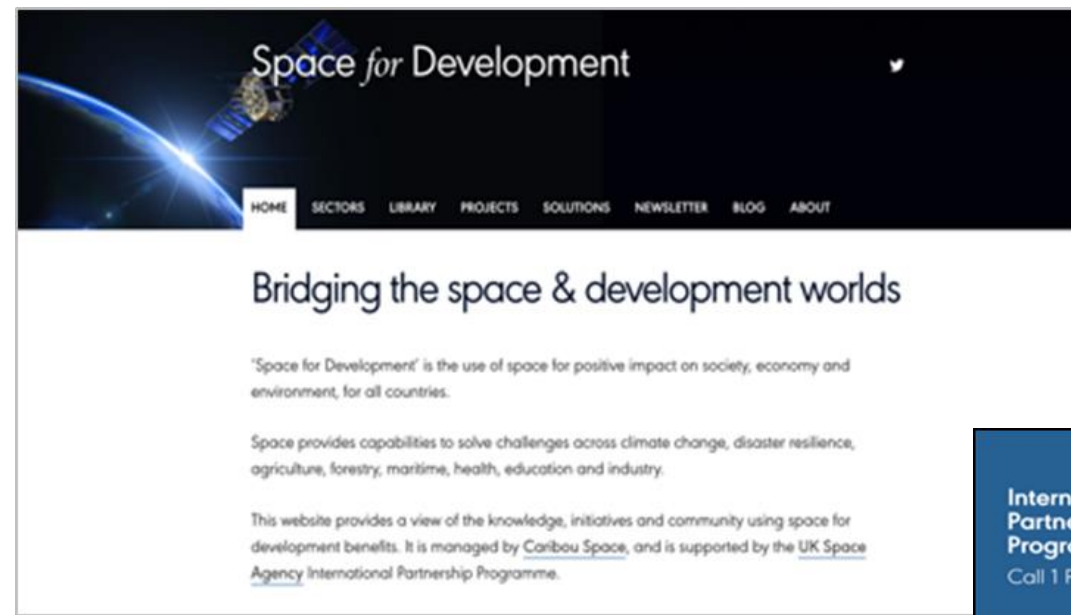 Space for Development
HOME SECTORS LIBRARY PROJECTS SOLUTIONS NEWSLETTER BLOG ABOUT
Bridging the space & development worlds
'Space for Development' is the use of space for positive impact on society, economy and
environment, for all countries.
Space provides capabilities to solve challenges across climate change, disaster resilience,
agriculture, forestry, maritime, health, education and industry.
This website provides a view of the knowledge, initiatives and community using space for
development benefits. It is managed by Caribou Space, and is supported by the UK Space
Agency International Partnership Programme.
Call 1